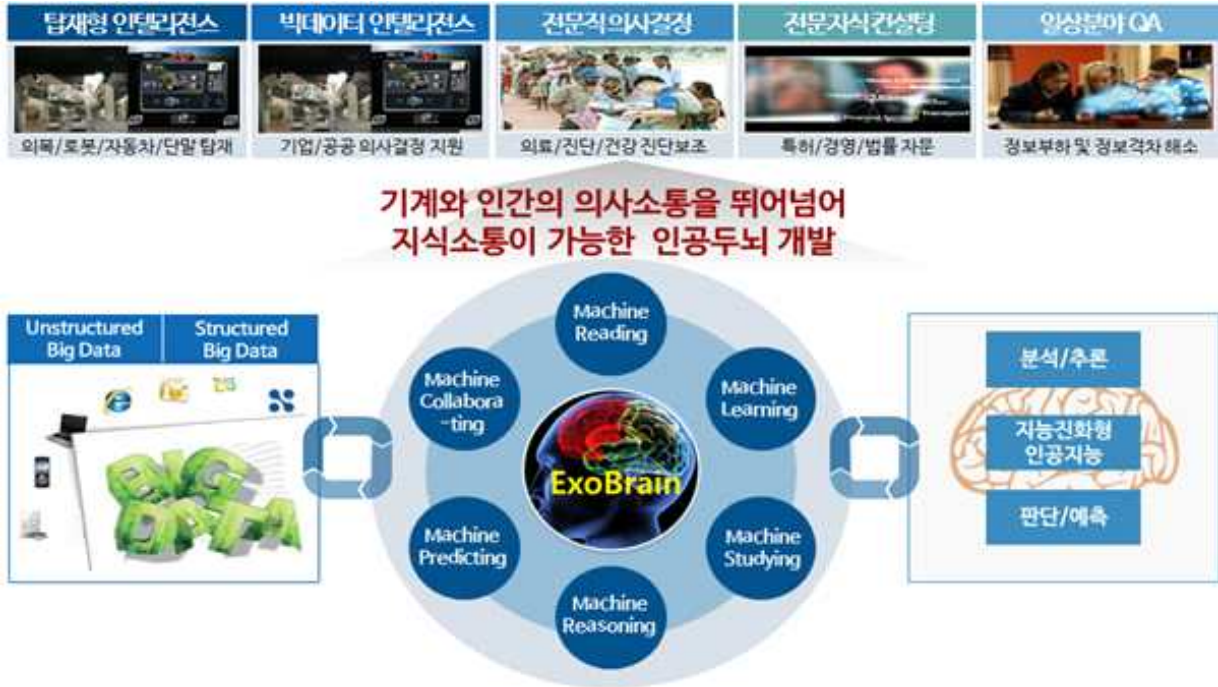 탑재형 인텔리전스
빅데이터 인텔리전스
전문직 의사결정
전문지식 컨설팅
일상분야 QA
의복/로봇/자동차/단말 탑재
기업/공공 의사결정 지원
의료/진단/건강 진단보조
특허/경영/법률 자문
정보부하 및 정보격차 해소
기계와 인간의 의사소통을 뛰어넘어
지식소통이 가능한 인공두뇌 개발
Unstructured
Big Data
Structured
Big Data
BIG
DATA
Machine
Reading
Machine
Collabora
-ting
Machine
Learning
ExoBrain
Machine
Predicting
Machine
Studying
Machine
Reasoning
분석/추론
지능진화형
인공지능
판단/예측